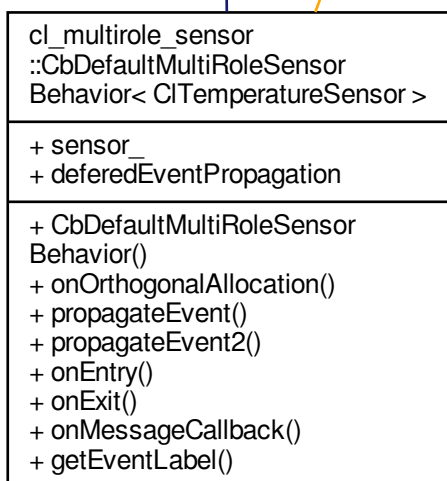 cl_multirole_sensor
::CbDefaultMultiRoleSensor
Behavior< ClTemperatureSensor >
+ sensor_
+ deferedEventPropagation
+ CbDefaultMultiRoleSensor
Behavior()
+ onOrthogonalAllocation()
+ propagateEvent()
+ propagateEvent2()
+ onEntry()
+ onExit()
+ onMessageCallback()
+ getEventLabel()